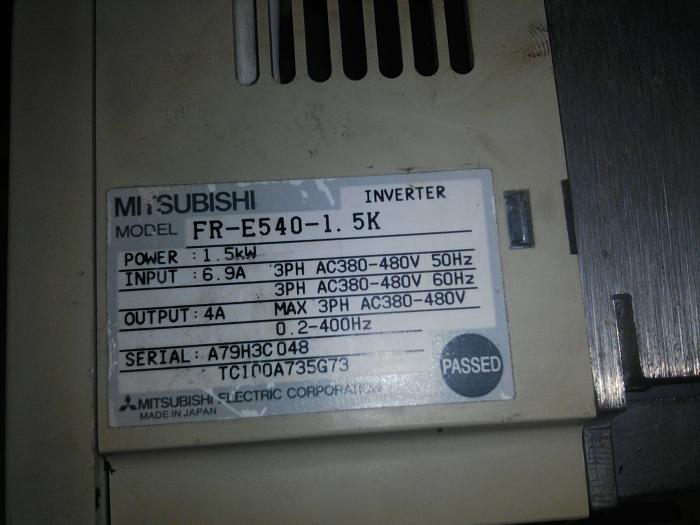 MITSUBISHI INVERTER
MODEL FR-E540-1.5K
POWER : 1.5kW
INPUT : 6.9A 3PH AC380-480V 50Hz
3PH AC380-480V 60Hz
OUTPUT : 4A MAX 3PH AC380-480V
0.2-400Hz
SERIAL : A79H3C048
TC100A735G73
PASSED
MITSUBISHI ELECTRIC CORPORATION
MADE IN JAPAN